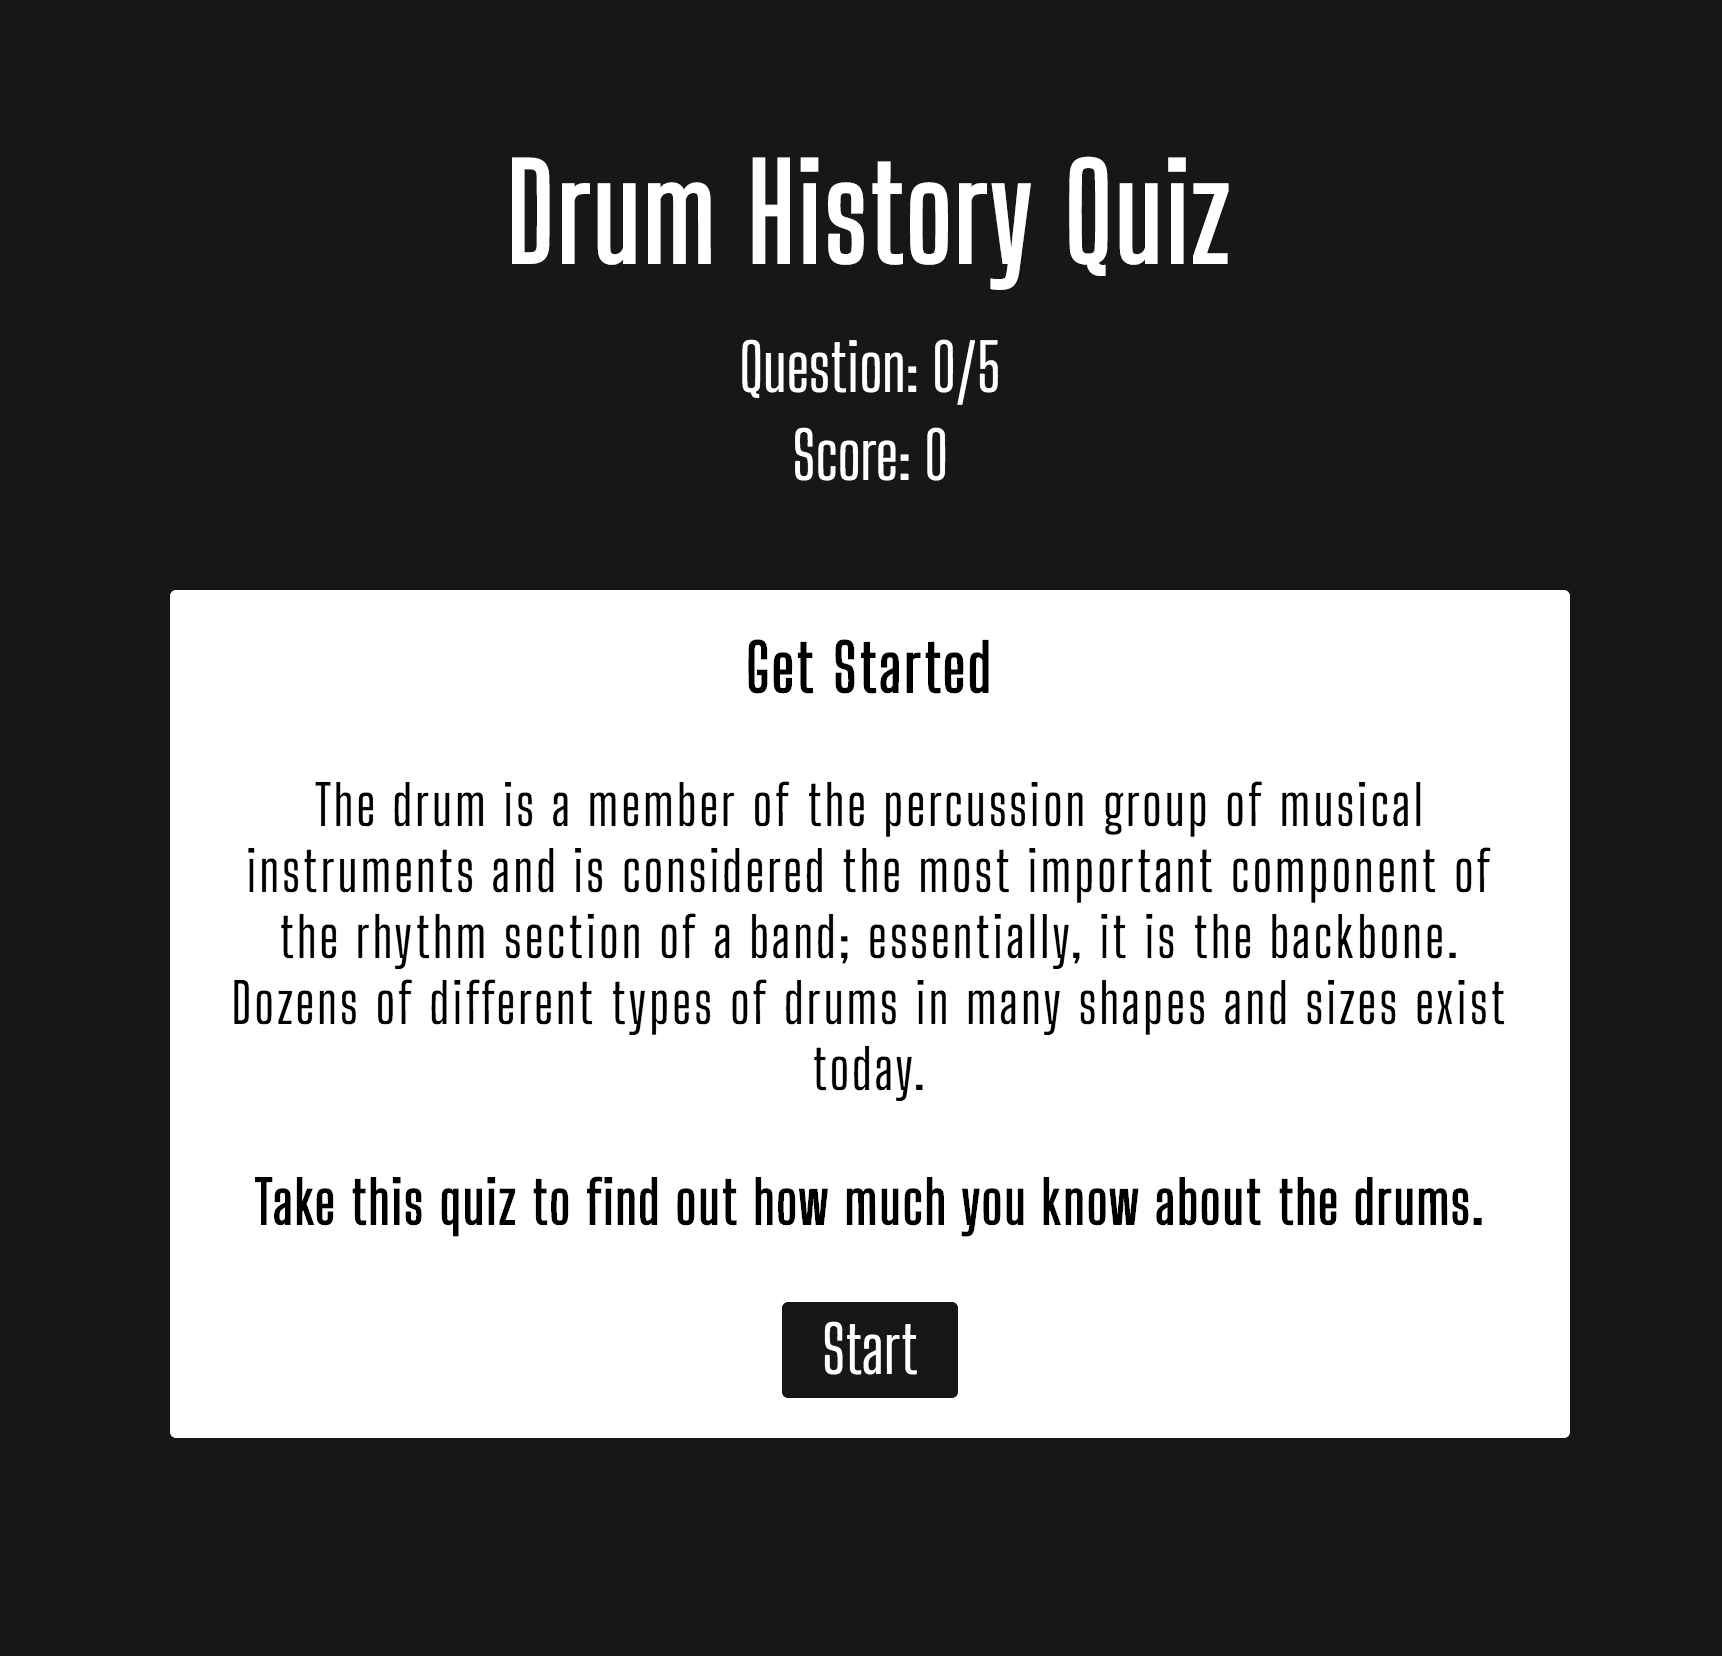 Drum History Quiz
Question: 0/5
Score: 0
Get Started
The drum is a member of the percussion group of musical
instruments and is considered the most important component of
the rhythm section of a band; essentially, it is the backbone.
Dozens of different types of drums in many shapes and sizes exist
today.
Take this quiz to find out how much you know about the drums.
Start